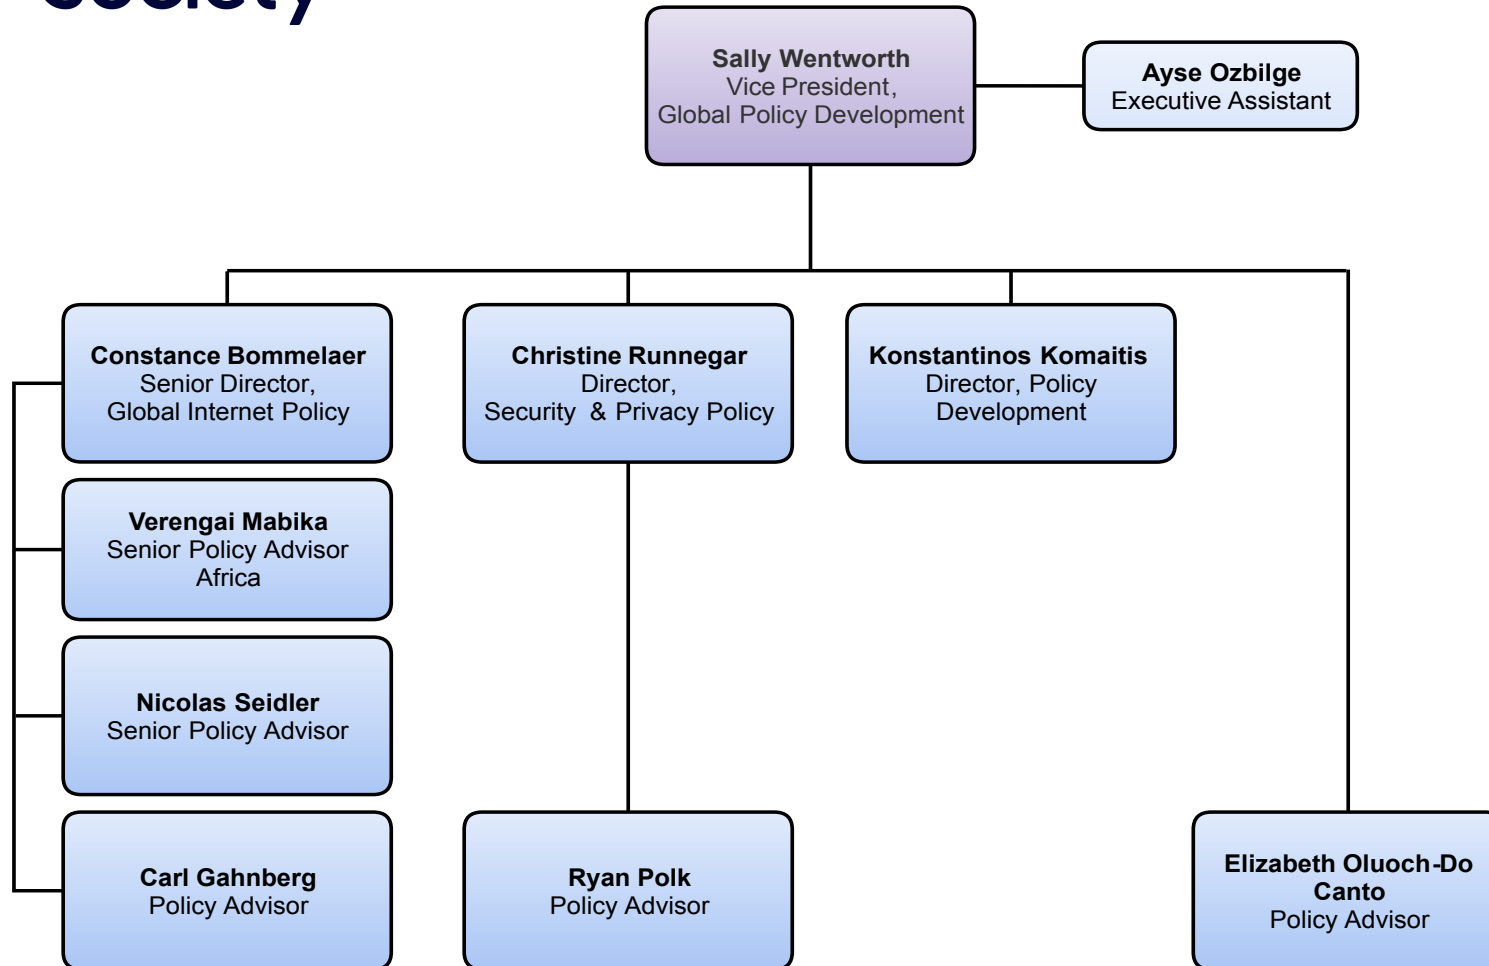 Society
Sally Wentworth
Vice President,
Global Policy Development
Ayse Ozbilge
Executive Assistant
Constance Bommelaer
Senior Director,
Global Internet Policy
Christine Runnegar
Director,
Security & Privacy Policy
Konstantinos Komaitis
Director, Policy
Development
Verengai Mabika
Senior Policy Advisor
Africa
Nicolas Seidler
Senior Policy Advisor
Carl Gahnberg
Policy Advisor
Ryan Polk
Policy Advisor
Elizabeth Oluoch-Do
Canto
Policy Advisor